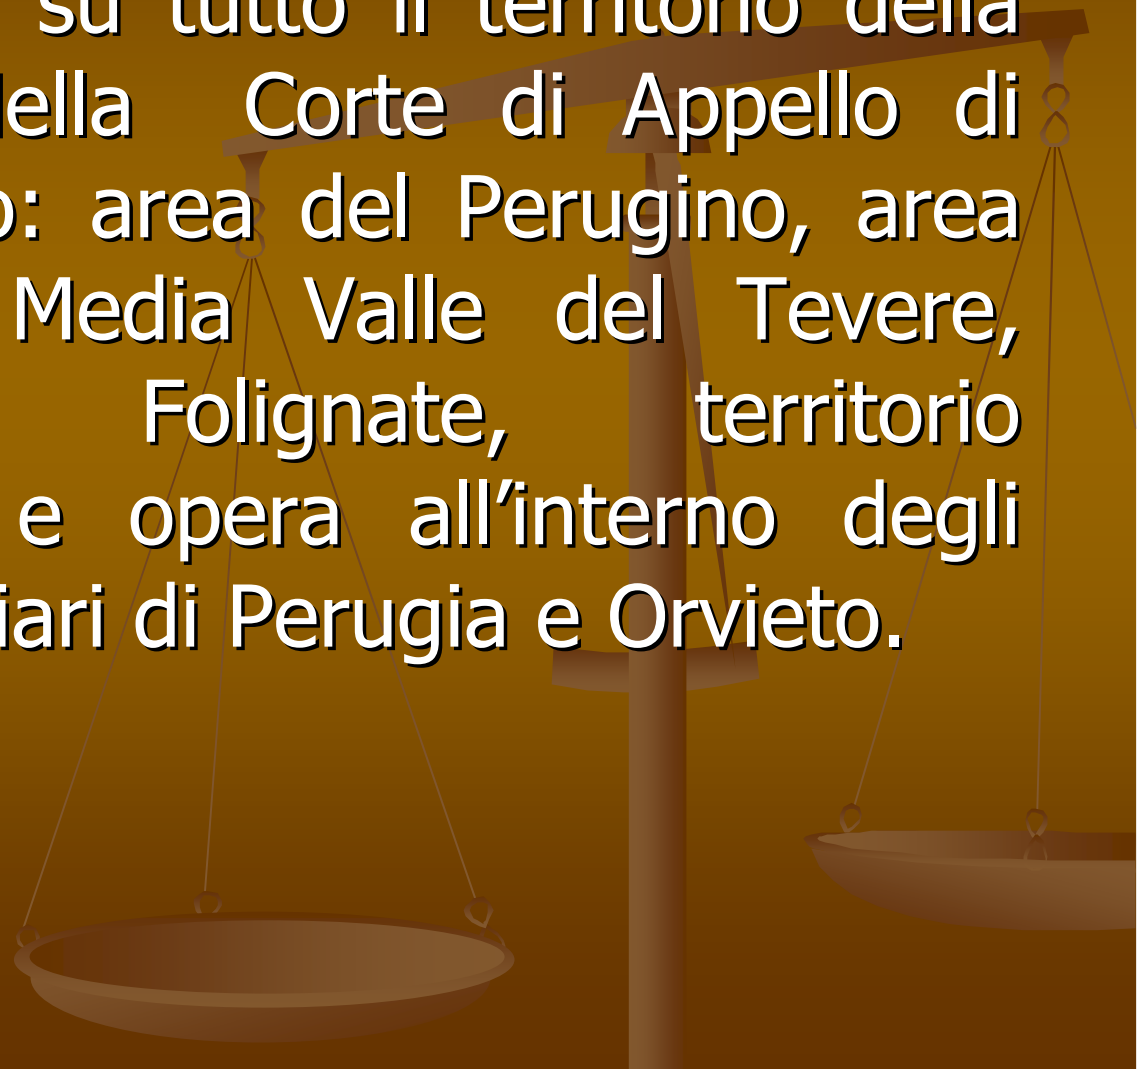 su tutto il territorio della
ella Corte di Appello di
o: area del Perugino, area
Media Valle del Tevere,
Folignate, territorio
e opera all’interno degli
iari di Perugia e Orvieto.